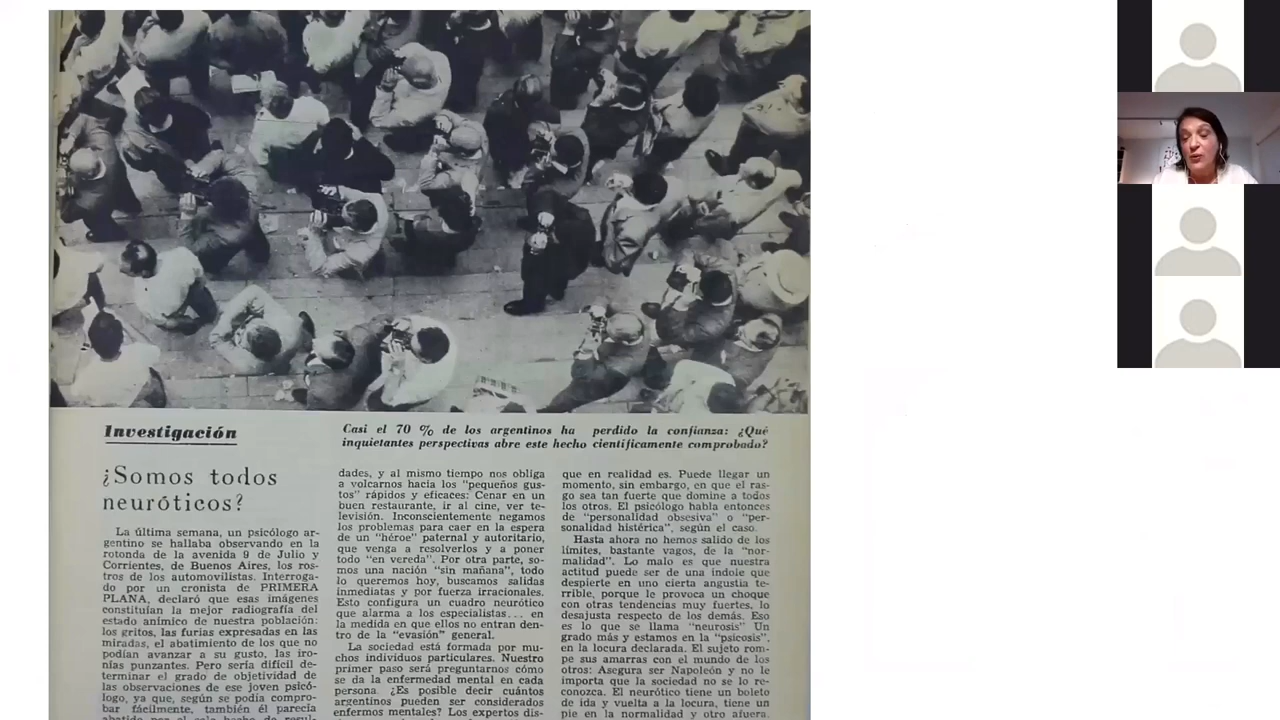 Investigación
Casi el 70 % de los argentinos ha perdido la confianza: ¿Qué
inquietantes perspectivas abre este hecho científicamente comprobado?
¿Somos todos
neuróticos?
La última semana, un psicólogo ar-
gentino se hallaba observando en la
rotonda de la avenida 9 de Julio y
Corrientes, de Buenos Aires, los ros-
tros de los automovilistas. Interroga-
do por un cronista de PRIMERA
PLANA, declaró que esas imágenes
constituían la mejor radiografía del
estado anímico de nuestra población:
los gritos, las furias expresadas en las
miradas, el abatimiento de los que no
podían avanzar a su gusto, las iro-
nías punzantes. Pero sería difícil de-
terminar el grado de objetividad de
las observaciones de ese joven psicó-
logo, ya que, según se podía compro-
bar fácilmente, también él parecía
abatido por el solo hecho de
dades, y al mismo tiempo nos obliga
a volcarnos hacia los "pequeños gus-
tos" rápidos y eficaces: Cenar en un
buen restaurante, ir al cine, ver te-
levisión. Inconscientemente negamos
los problemas para caer en la espera
de un "héroe" paternal y autoritario,
que venga a resolverlos y a poner
todo "en vereda". Por otra parte, so-
mos una nación "sin mañana", todo
lo queremos hoy, buscamos salidas
inmediatas y por fuerza irracionales.
Esto configura un cuadro neurótico
que alarma a los especialistas... en
la medida en que ellos no entran den-
tro de la "evasión" general.
La sociedad está formada por mu-
chos individuos particulares. Nuestro
primer paso será preguntarnos cómo
se da la enfermedad mental en cada
persona. ¿Es posible decir cuántos
argentinos pueden ser considerados
enfermos mentales? Los expertos dis-
que en realidad es. Puede llegar un
momento, sin embargo, en que el ras-
go sea tan fuerte que domine a todos
los otros. El psicólogo habla entonces
de "personalidad obsesiva" o "per-
sonalidad histérica", según el caso.
Hasta ahora no hemos salido de los
límites, bastante vagos, de la "nor-
malidad". Lo malo es que nuestra
actitud puede ser de una índole que
despierte en uno cierta angustia te-
rrible, porque le provoca un choque
con otras tendencias muy fuertes, lo
desajusta respecto de los demás. Eso
es lo que se llama "neurosis" Un
grado más y estamos en la "psicosis",
en la locura declarada. El sujeto rom-
pe sus amarras con el mundo de los
otros: Asegura ser Napoleón y no le
importa que la sociedad no se lo re-
conozca. El neurótico tiene un boleto
de ida y vuelta a la locura, tiene un
pie en la normalidad y otro afuera.